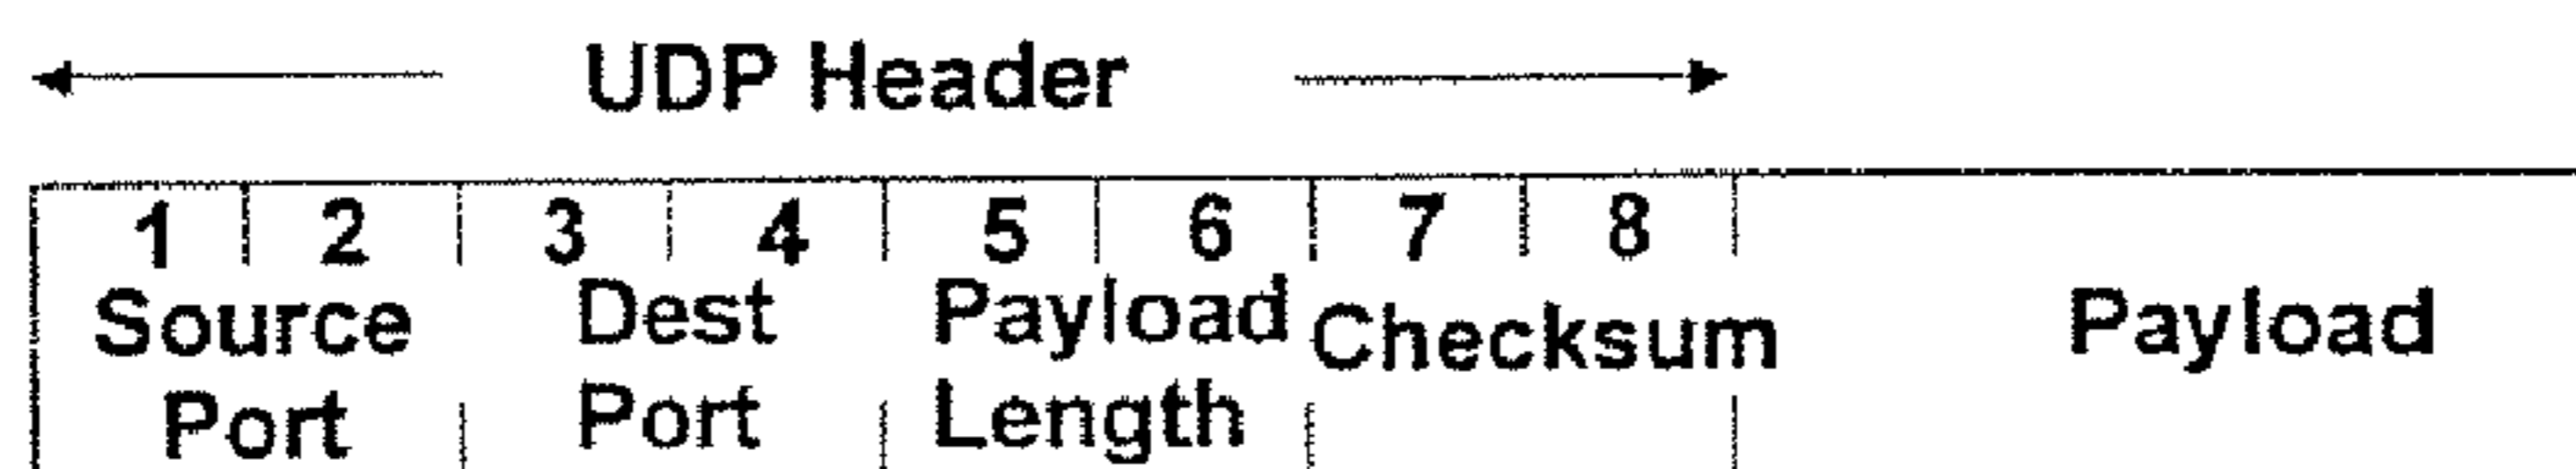 UDP Header
1 2 3 4 5 6 7 8
Source Dest Payload Checksum Payload
Port Port Length